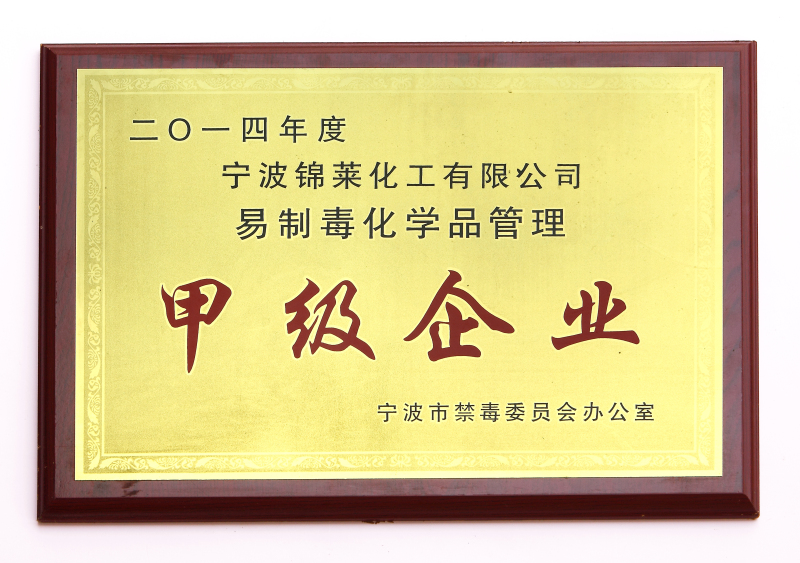 二〇一四年度
宁波锦莱化工有限公司
易制毒化学品管理
甲级企业
宁波市禁毒委员会办公室